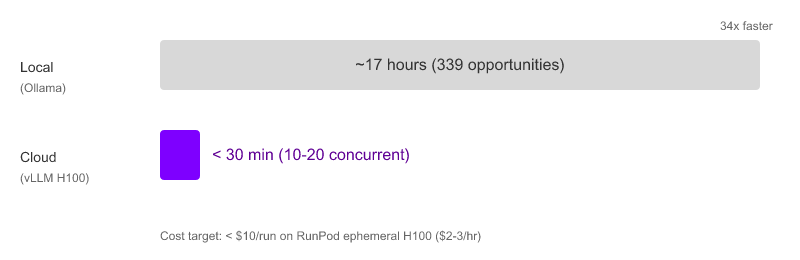 34x faster
Local
(Ollama)
~17 hours (339 opportunities)
Cloud
(vLLM H100)
< 30 min (10-20 concurrent)
Cost target: < $10/run on RunPod ephemeral H100 ($2-3/hr)